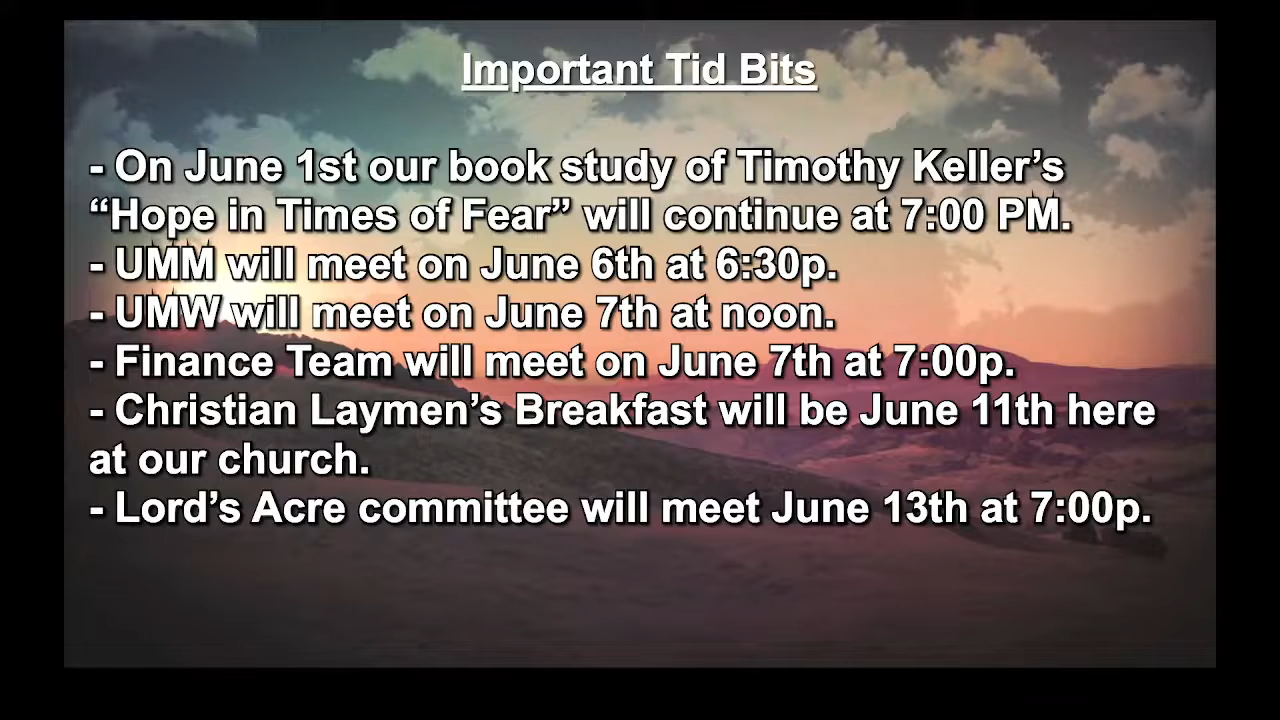 Important Tid Bits
- On June 1st our book study of Timothy Keller’s
“Hope in Times of Fear” will continue at 7:00 PM.
- UMM will meet on June 6th at 6:30p.
- UMW will meet on June 7th at noon.
- Finance Team will meet on June 7th at 7:00p.
- Christian Laymen’s Breakfast will be June 11th here
at our church.
- Lord’s Acre committee will meet June 13th at 7:00p.